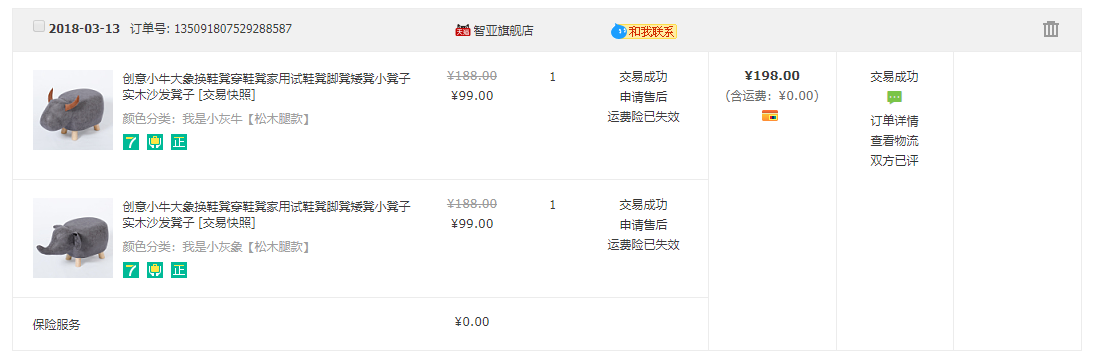 2018-03-13 订单号: 135091807529288587 天猫 智亚旗舰店 和我联系
创意小牛大象换鞋凳穿鞋凳家用试鞋凳脚凳矮凳小凳子 ¥188.00 1 交易成功 ¥198.00 交易成功
实木沙发凳子 [交易快照] ¥99.00 申请售后 (含运费: ¥0.00)
颜色分类: 我是小灰牛【松木腿款】 运费险已失效 订单详情
7 正 查看物流
双方已评
创意小牛大象换鞋凳穿鞋凳家用试鞋凳脚凳矮凳小凳子 ¥188.00 1 交易成功
实木沙发凳子 [交易快照] ¥99.00 申请售后
颜色分类: 我是小灰象【松木腿款】 运费险已失效
7 正
保险服务 ¥0.00